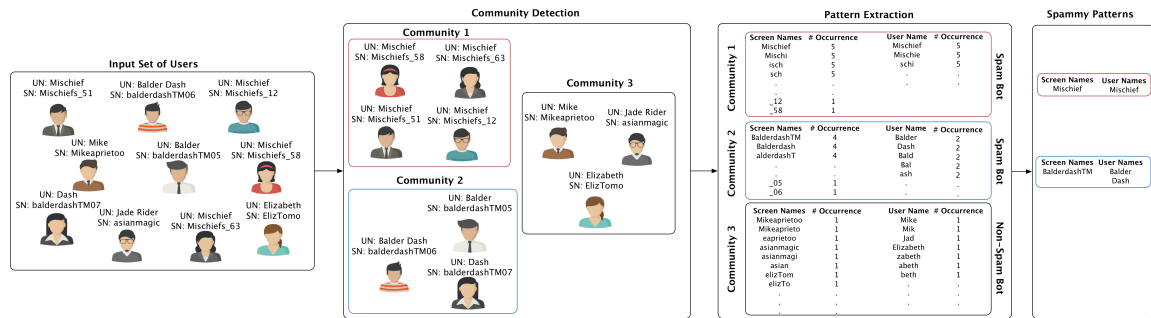 Community Detection
Pattern Extraction
Spammy Patterns
Input Set of Users
UN: Mischief
SN: Mischiefs_51
UN: Balder Dash
SN: balderdashTM06
UN: Mischief
SN: Mischiefs_12
UN: Mike
SN: Mikeaprietoo
UN: Balder
SN: balderdashTM05
UN: Mischief
SN: Mischiefs_58
UN: Dash
SN: balderdashTM07
UN: Jade Rider
SN: asianmagic
UN: Mischief
SN: Mischiefs_63
UN: Elizabeth
SN: ElizTomo
Community 1
UN: Mischief
SN: Mischiefs_58
UN: Mischief
SN: Mischiefs_63
UN: Mischief
SN: Mischiefs_51
UN: Mischief
SN: Mischiefs_12
Community 2
UN: Balder
SN: balderdashTM05
UN: Balder Dash
SN: balderdashTM06
UN: Dash
SN: balderdashTM07
Community 3
UN: Mike
SN: Mikeaprietoo
UN: Jade Rider
SN: asianmagic
UN: Elizabeth
SN: ElizTomo
Community 1
Screen Names # Occurrence User Name # Occurrence
Mischief 5 Mischief 5
Mischi 5 Mischie 5
isch 5 schi 5
sch 5 . .
. . . .
. .
_12 1
_58 1
Spam Bot
Community 2
Screen Names # Occurrence User Name # Occurrence
BalderdashTM 4 Balder 2
Balderdash 4 Dash 2
alderdashT 4 Bald 2
. . Bal 2
. . ash 2
_05 1 . .
_06 1 . .
Spam Bot
Community 3
Screen Names # Occurrence User Name # Occurrence
Mikeaprietoo 1 Mike 1
Mikeaprieto 1 Mik 1
eaprietoo 1 Jad 1
asianmagic 1 Elizabeth 1
asianmagi 1 zabeth 1
asian 1 abeth 1
elizTom 1 beth 1
elizTo 1 . .
. . . .
. . . .
. .
Non-Spam Bot
Screen Names User Names
Mischief Mischief
Screen Names User Names
BalderdashTM Balder
Dash